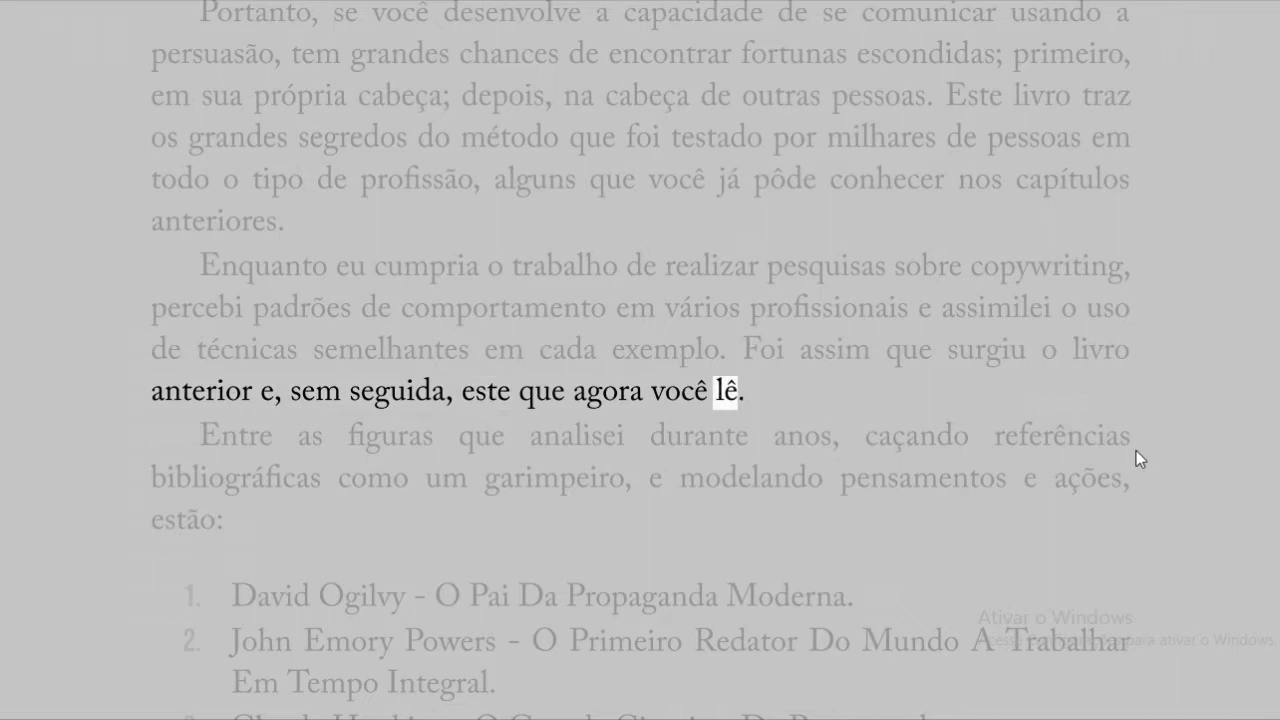 Portanto, se você desenvolve a capacidade de se comunicar usando a
persuasão, tem grandes chances de encontrar fortunas escondidas; primeiro,
em sua própria cabeça; depois, na cabeça de outras pessoas. Este livro traz
os grandes segredos do método que foi testado por milhares de pessoas em
todo o tipo de profissão, alguns que você já pôde conhecer nos capítulos
anteriores.
Enquanto eu cumpria o trabalho de realizar pesquisas sobre copywriting,
percebi padrões de comportamento em vários profissionais e assimilei o uso
de técnicas semelhantes em cada exemplo. Foi assim que surgiu o livro
anterior e, sem seguida, este que agora você lê.
Entre as figuras que analisei durante anos, caçando referências
bibliográficas como um garimpeiro, e modelando pensamentos e ações,
estão:
1. David Ogilvy - O Pai Da Propaganda Moderna.
Ativar o Windows
2. John Emory Powers - O Primeiro Redator Do Mundo A Trabalhar
para ativar o Windows.
Em Tempo Integral.